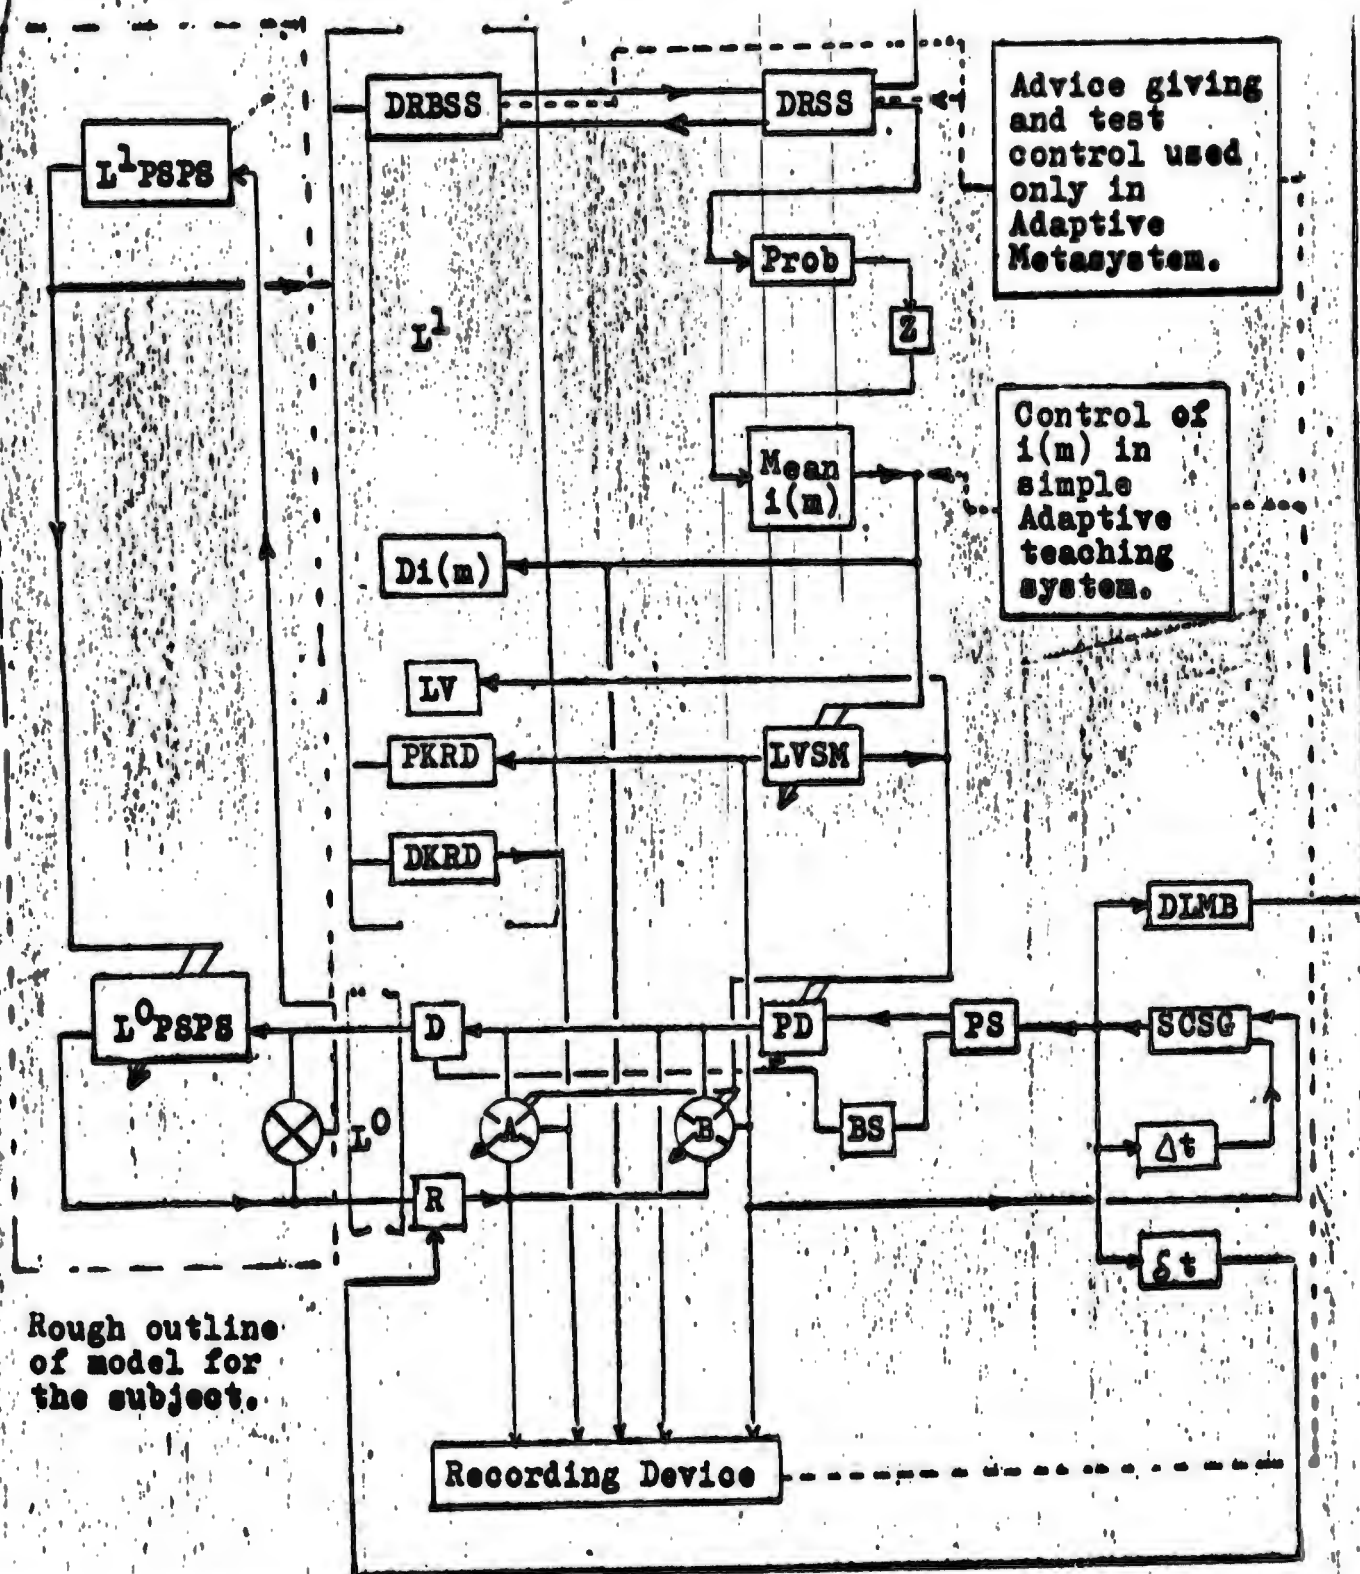 DRBSS
DRSS
Advice giving
and test
control used
only in
Adaptive
Metasystem.
L¹PSPS
Prob
L¹
Z
Control of
i(m) in
simple
Adaptive
teaching
system.
Mean
i(m)
Di(m)
LV
PKRD
LVSM
DKRD
DLMB
L⁰PSPS
D
PD
PS
SCSG
L⁰
A
B
BS
Δt
R
δt
Rough outline
of model for
the subject.
Recording Device